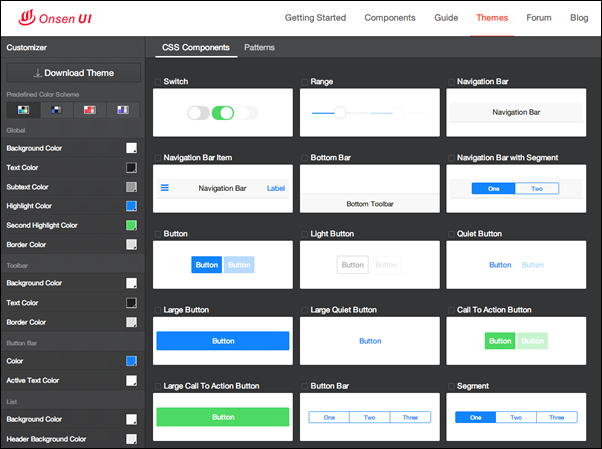 Onsen UI
Getting Started Components Guide Themes Forum Blog
Customizer
Download Theme
Predefined Color Scheme
Global
Background Color
Text Color
Subtext Color
Highlight Color
Second Highlight Color
Border Color
Toolbar
Background Color
Text Color
Border Color
Button Bar
Color
Active Text Color
List
Background Color
Header Background Color
CSS Components Patterns
Switch
Range
Navigation Bar
Navigation Bar
Navigation Bar Item
Navigation Bar Label
Bottom Bar
Bottom Toolbar
Navigation Bar with Segment
One Two
Button
Button Button
Light Button
Button Button
Quiet Button
Button Button
Large Button
Button
Large Quiet Button
Button
Call To Action Button
Button Button
Large Call To Action Button
Button
Button Bar
One Two Three
Segment
One Two Three